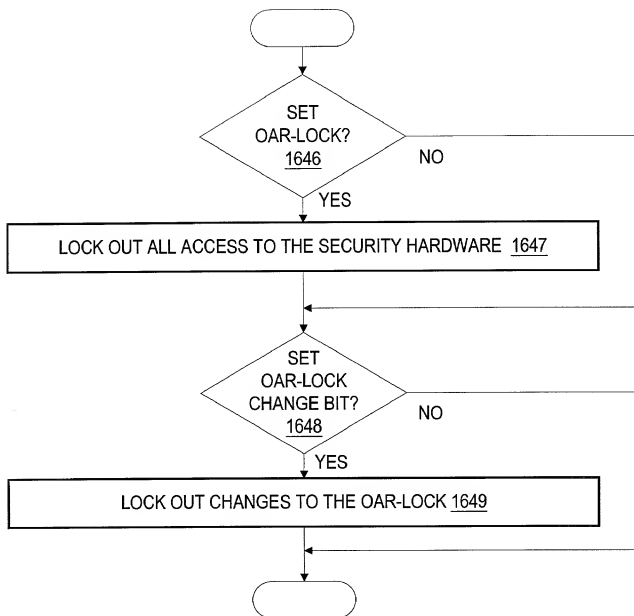 SET
OAR-LOCK?
1646
NO
YES
LOCK OUT ALL ACCESS TO THE SECURITY HARDWARE 1647
SET
OAR-LOCK
CHANGE BIT?
1648
NO
YES
LOCK OUT CHANGES TO THE OAR-LOCK 1649